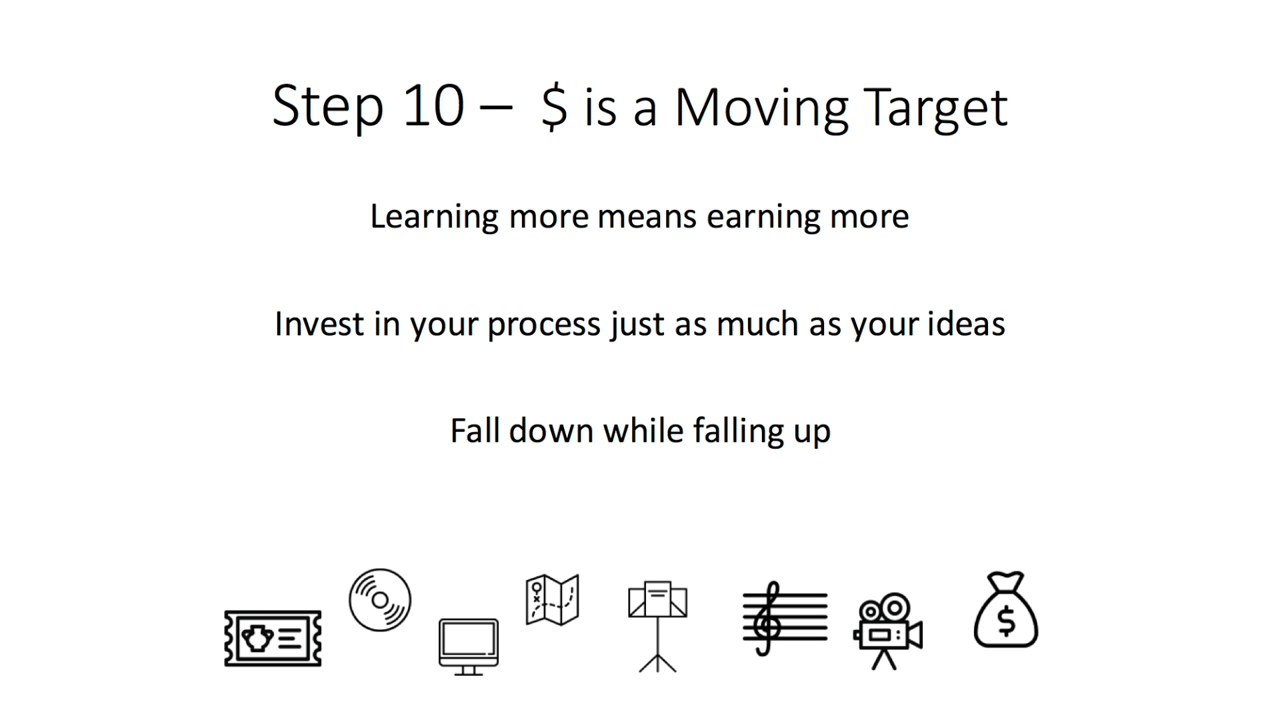 Step 10 – $ is a Moving Target
Learning more means earning more
Invest in your process just as much as your ideas
Fall down while falling up
$